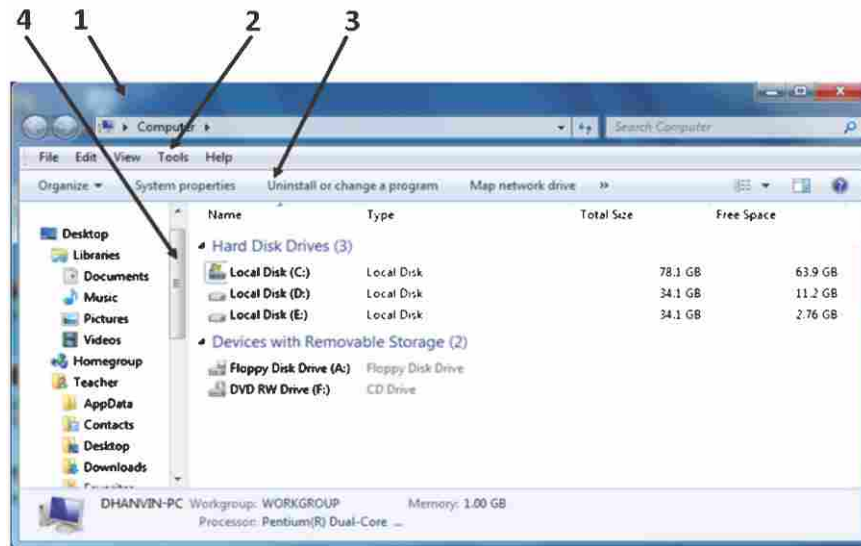 4 1 2 3
Computer
Search Computer
File Edit View Tools Help
Organize System properties Uninstall or change a program Map network drive »
Name Type Total Size Free Space
Desktop
Libraries
Documents
Music
Pictures
Videos
Homegroup
Teacher
AppData
Contacts
Desktop
Downloads
Hard Disk Drives (3)
Local Disk (C:) Local Disk 78.1 GB 63.9 GB
Local Disk (D:) Local Disk 34.1 GB 11.2 GB
Local Disk (E:) Local Disk 34.1 GB 2.76 GB
Devices with Removable Storage (2)
Floppy Disk Drive (A:) Floppy Disk Drive
DVD RW Drive (F:) CD Drive
DHANVIN-PC Workgroup: WORKGROUP Memory: 1.00 GB
Processor: Pentium(R) Dual-Core ...